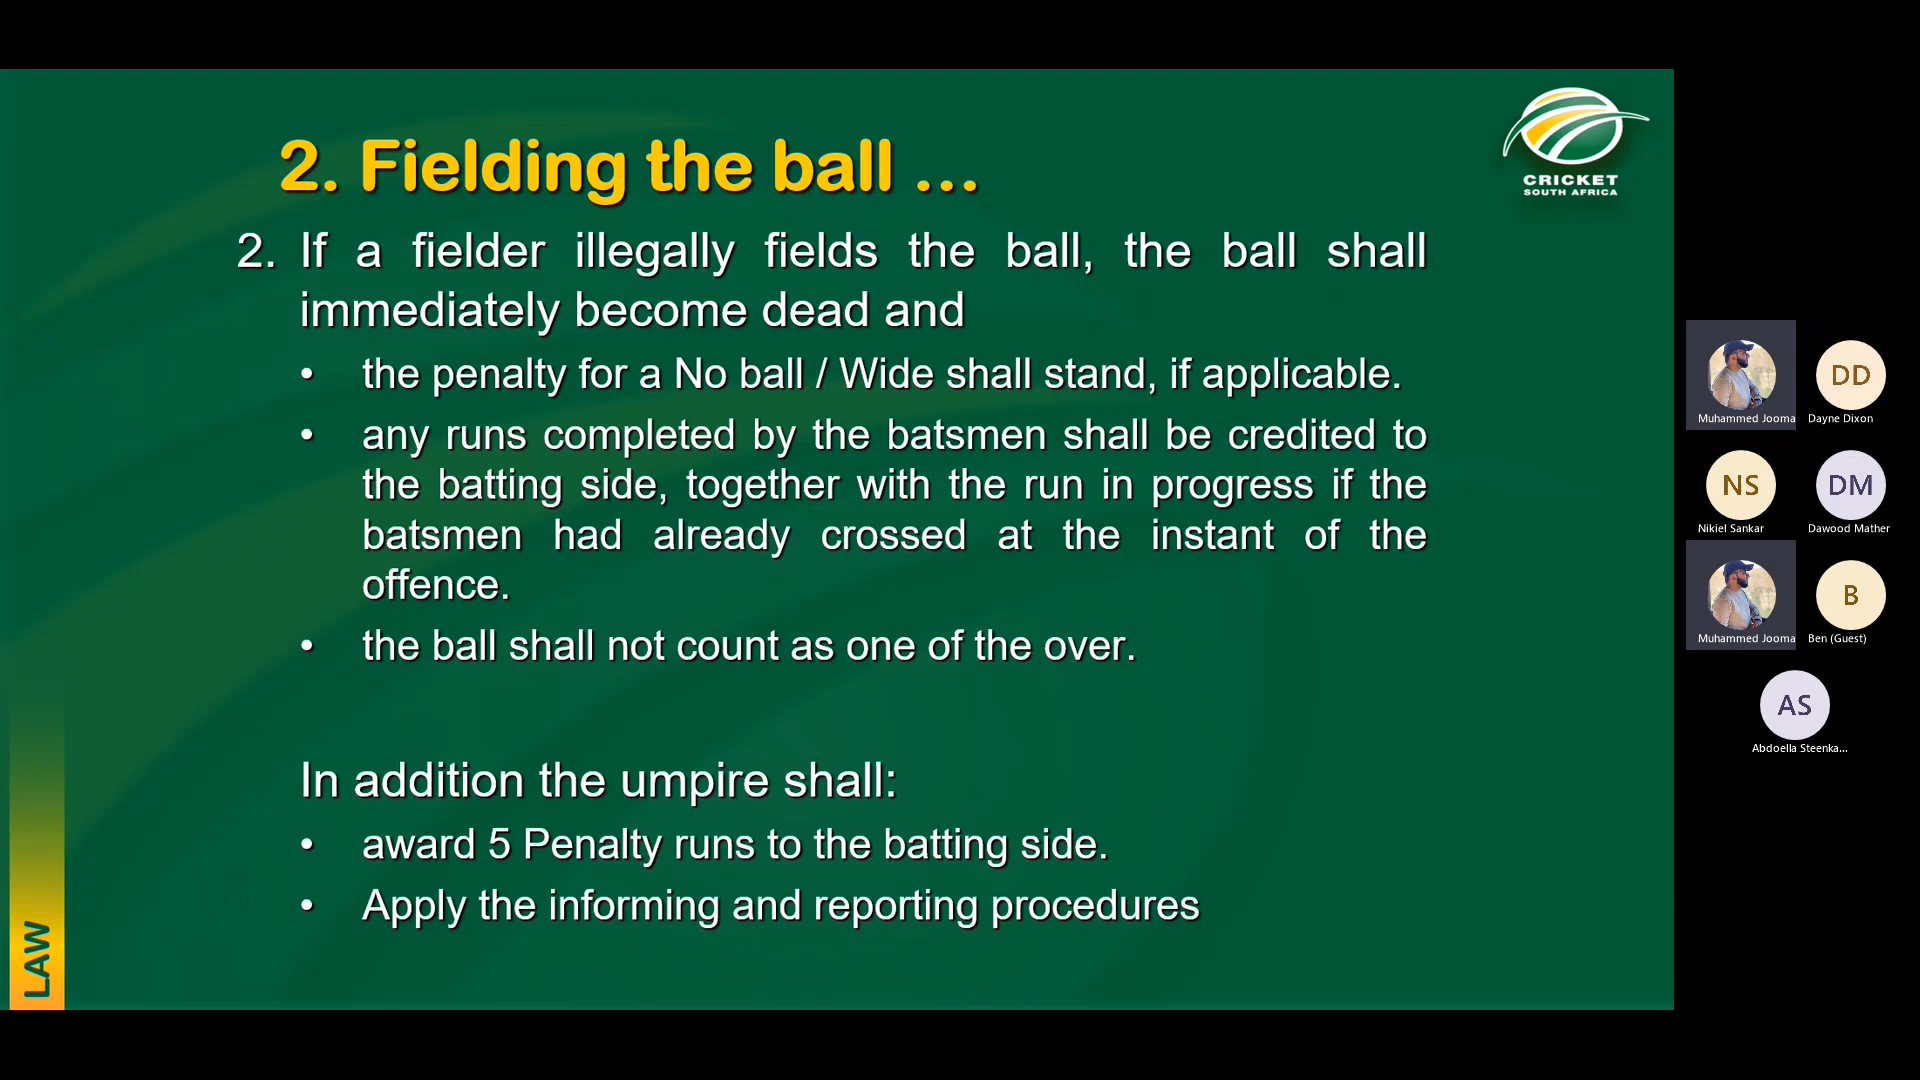 CRICKET
SOUTH AFRICA
2. Fielding the ball ...
2. If a fielder illegally fields the ball, the ball shall
immediately become dead and
• the penalty for a No ball / Wide shall stand, if applicable.
• any runs completed by the batsmen shall be credited to
the batting side, together with the run in progress if the
batsmen had already crossed at the instant of the
offence.
• the ball shall not count as one of the over.
In addition the umpire shall:
• award 5 Penalty runs to the batting side.
• Apply the informing and reporting procedures
LAW
Muhammed Jooma
DD
Dayne Dixon
NS
Nikiel Sankar
DM
Dawood Mather
Muhammed Jooma
B
Ben (Guest)
AS
Abdoella Steenka...